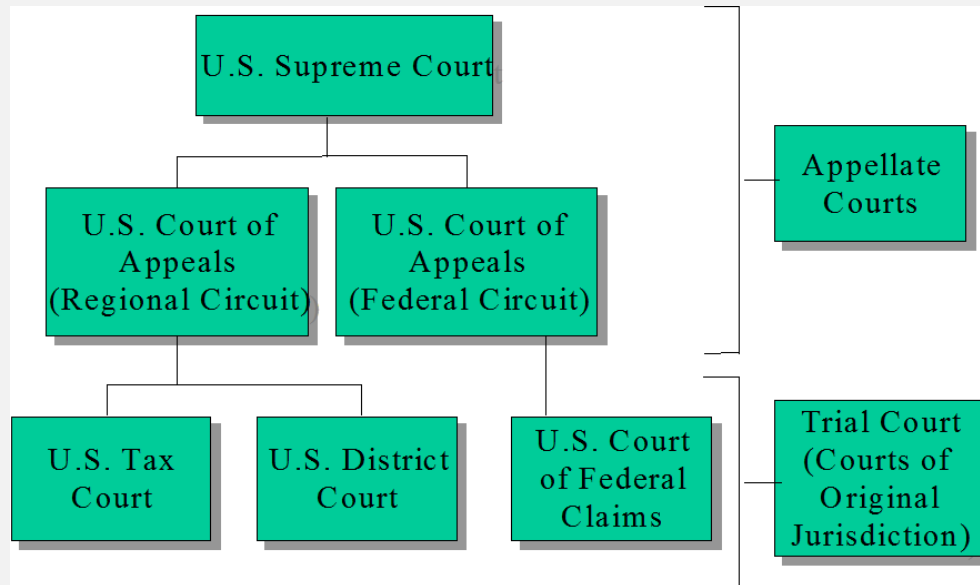 U.S. Supreme Court
U.S. Court of
Appeals
(Regional Circuit)
U.S. Court of
Appeals
(Federal Circuit)
Appellate
Courts
U.S. Tax
Court
U.S. District
Court
U.S. Court
of Federal
Claims
Trial Court
(Courts of
Original
Jurisdiction)